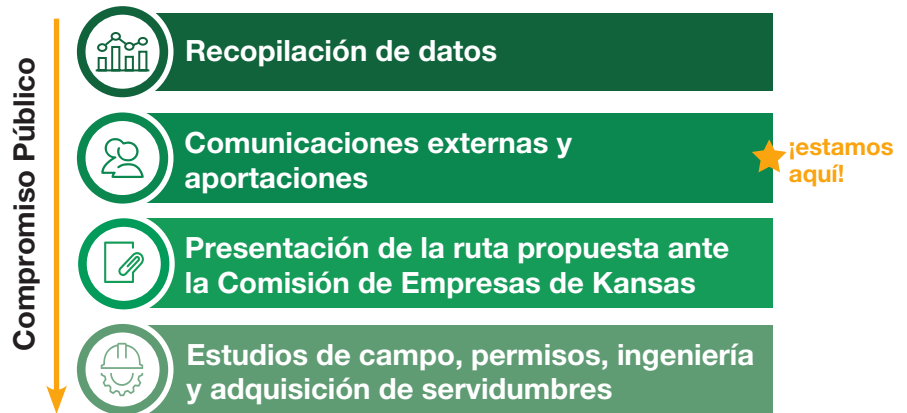 Compromiso Público
Recopilación de datos
Comunicaciones externas y
aportaciones
¡estamos
aquí!
Presentación de la ruta propuesta ante
la Comisión de Empresas de Kansas
Estudios de campo, permisos, ingeniería
y adquisición de servidumbres